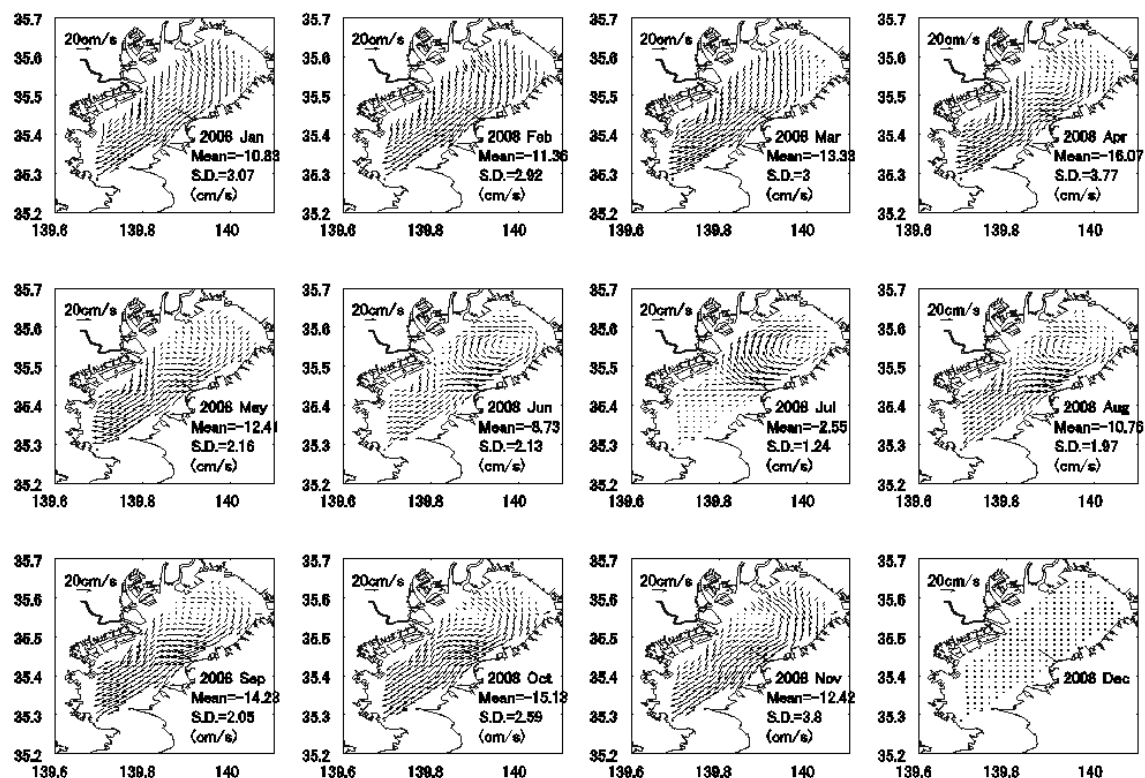 35.7
20cm/s
35.6
35.5
35.4
2008 Jan
Mean=-10.83
35.3
S.D.=3.07
(cm/s)
35.2
139.6 139.8 140
35.7
20cm/s
35.6
35.5
35.4
2008 Feb
Mean=-11.36
35.3
S.D.=2.92
(cm/s)
35.2
139.6 139.8 140
35.7
20cm/s
35.6
35.5
35.4
2008 Mar
Mean=-13.33
35.3
S.D.=3
(cm/s)
35.2
139.6 139.8 140
35.7
20cm/s
35.6
35.5
35.4
2008 Apr
Mean=-16.07
35.3
S.D.=3.77
(cm/s)
35.2
139.6 139.8 140
35.7
20cm/s
35.6
35.5
35.4
2008 May
Mean=-12.41
35.3
S.D.=2.16
(cm/s)
35.2
139.6 139.8 140
35.7
20cm/s
35.6
35.5
35.4
2008 Jun
Mean=-8.73
35.3
S.D.=2.13
(cm/s)
35.2
139.6 139.8 140
35.7
20cm/s
35.6
35.5
35.4
2008 Jul
Mean=-2.55
35.3
S.D.=1.24
(cm/s)
35.2
139.6 139.8 140
35.7
20cm/s
35.6
35.5
35.4
2008 Aug
Mean=-10.76
35.3
S.D.=1.97
(cm/s)
35.2
139.6 139.8 140
35.7
20cm/s
35.6
35.5
35.4
2008 Sep
Mean=-14.23
35.3
S.D.=2.05
(cm/s)
35.2
139.6 139.8 140
35.7
20cm/s
35.6
35.5
35.4
2008 Oct
Mean=-15.13
35.3
S.D.=2.59
(cm/s)
35.2
139.6 139.8 140
35.7
20cm/s
35.6
35.5
35.4
2008 Nov
Mean=-12.42
35.3
S.D.=3.8
(cm/s)
35.2
139.6 139.8 140
35.7
20cm/s
35.6
35.5
35.4
2008 Dec
35.3
35.2
139.6 139.8 140